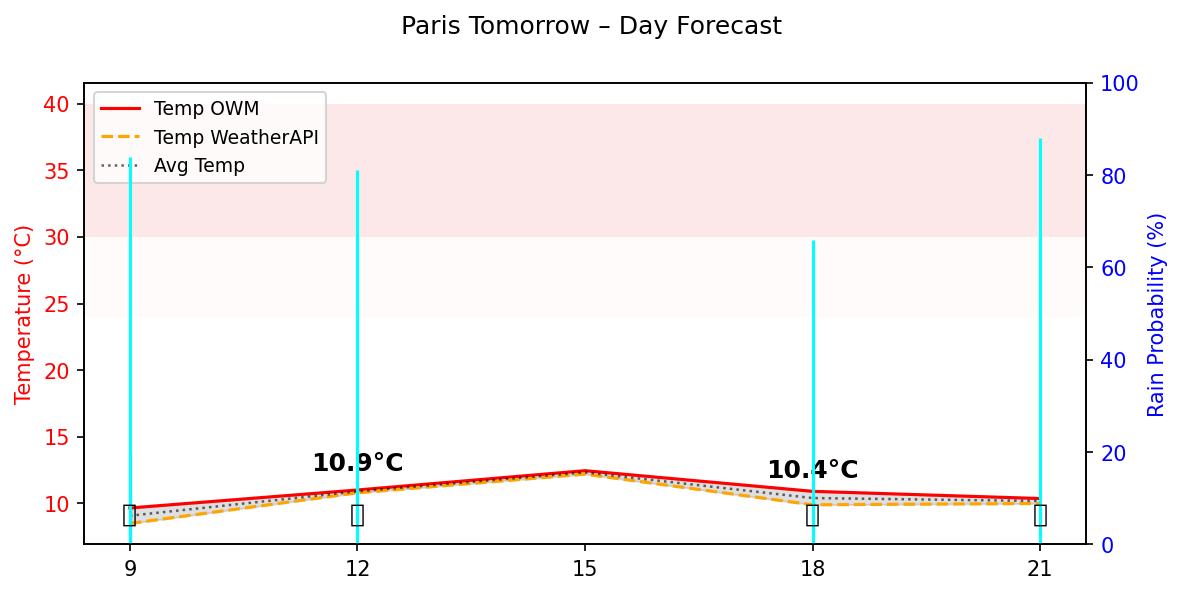 Paris Tomorrow – Day Forecast
Temp OWM
Temp WeatherAPI
Avg Temp
Temperature (°C)
40
35
30
25
20
15
10
10.9°C
10.4°C
100
80
60
40
20
0
Rain Probability (%)
9
12
15
18
21